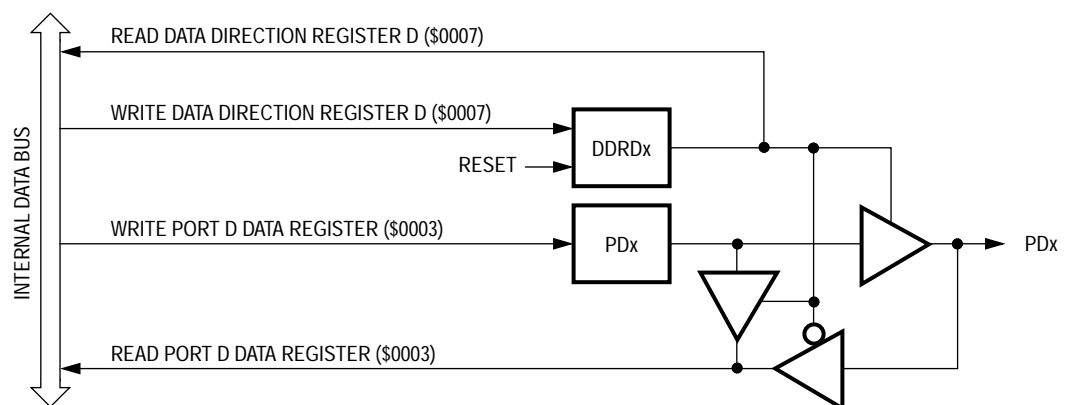 READ DATA DIRECTION REGISTER D ($0007)
WRITE DATA DIRECTION REGISTER D ($0007)
RESET
DDRDx
INTERNAL DATA BUS
WRITE PORT D DATA REGISTER ($0003)
PDx
PDx
READ PORT D DATA REGISTER ($0003)